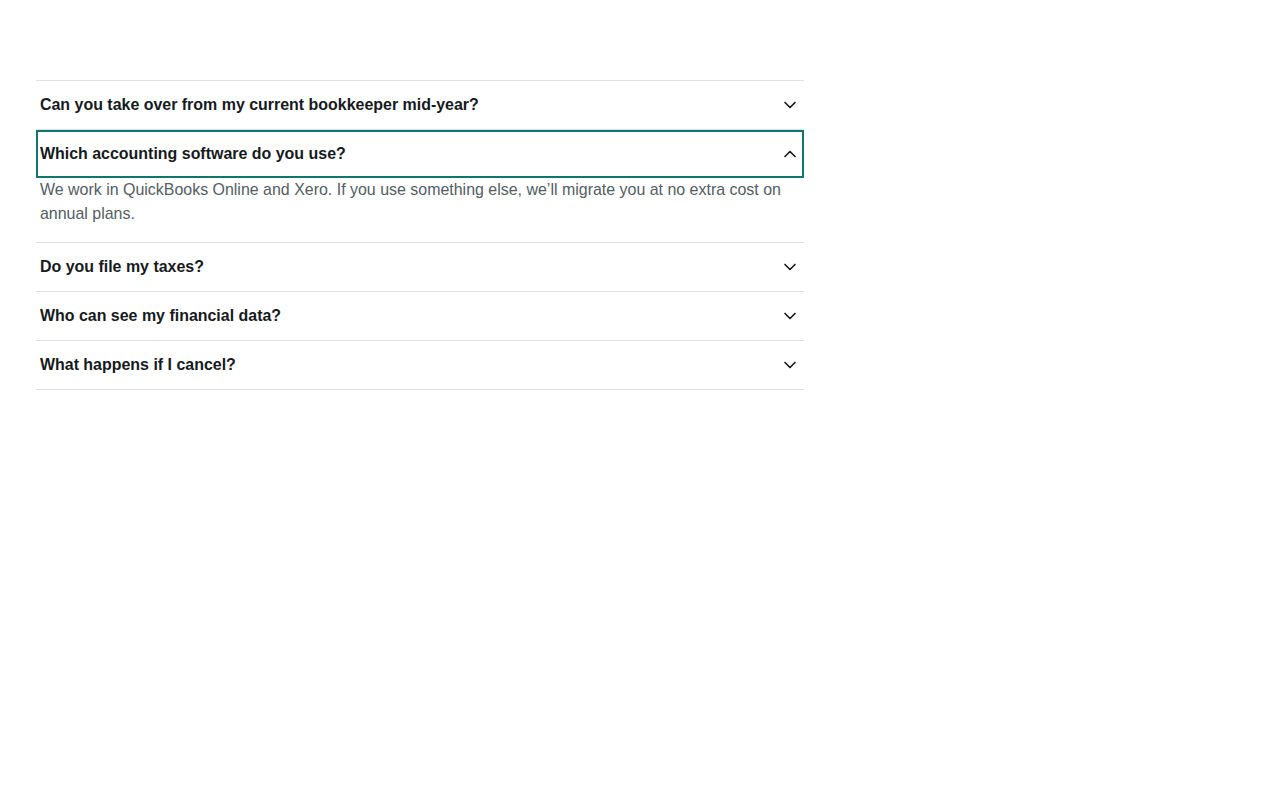 Can you take over from my current bookkeeper mid-year?
Which accounting software do you use?
We work in QuickBooks Online and Xero. If you use something else, we’ll migrate you at no extra cost on
annual plans.
Do you file my taxes?
Who can see my financial data?
What happens if I cancel?